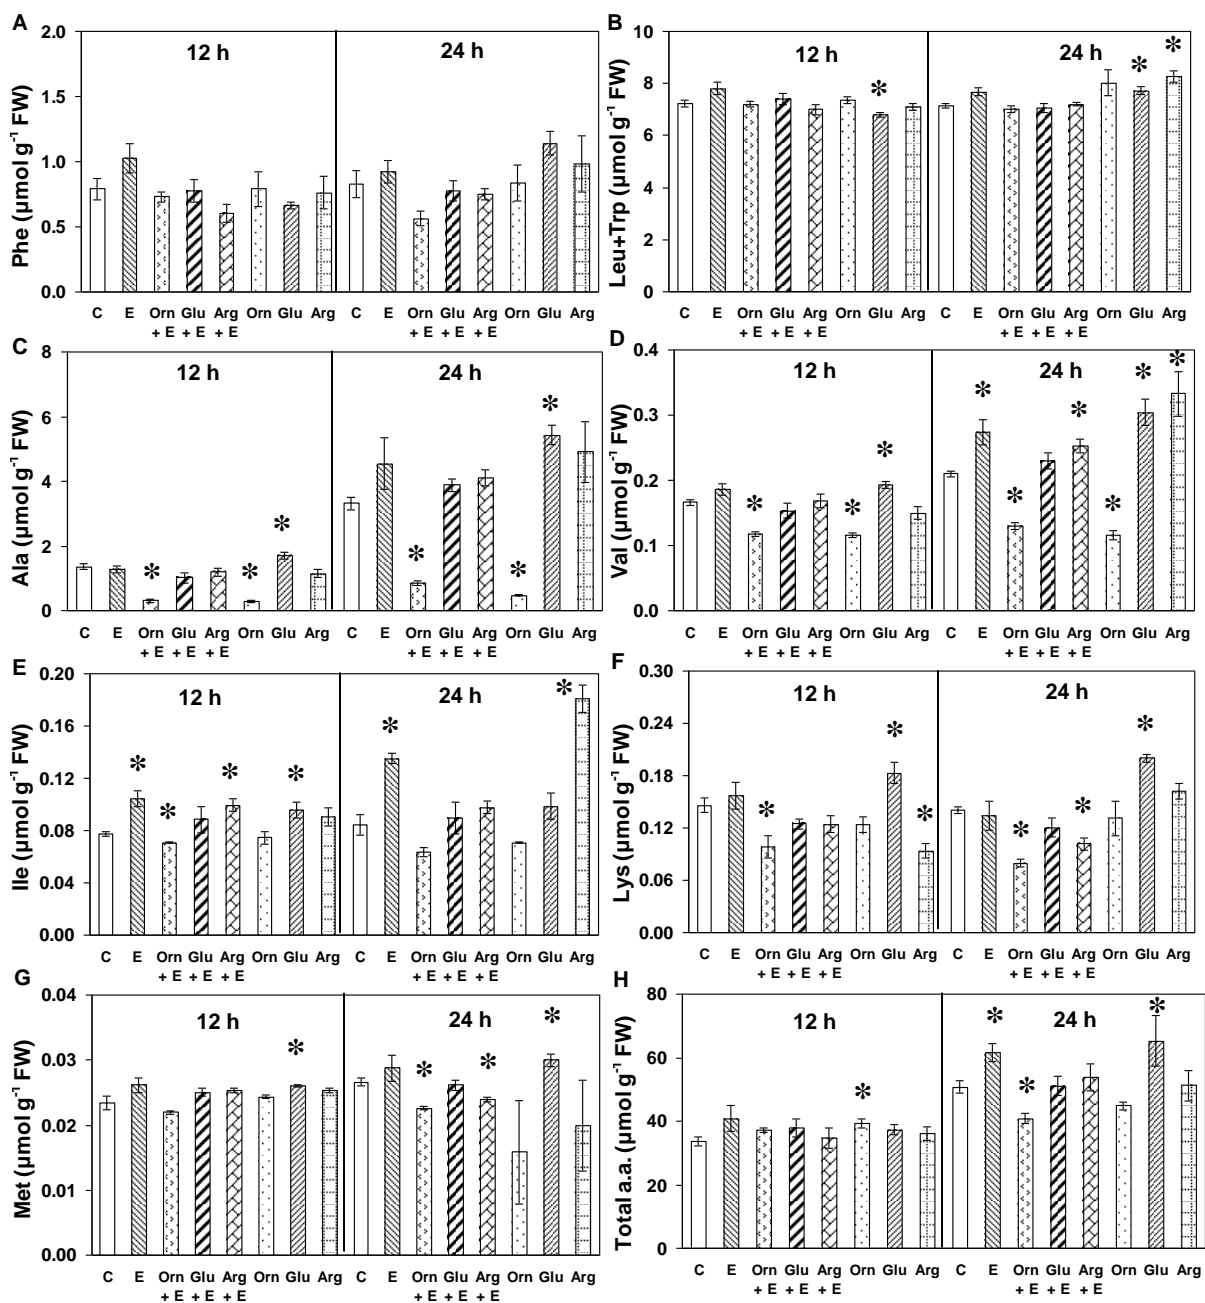 A
Phe (µmol g⁻¹ FW)
2.0
1.5
1.0
0.5
0.0
12 h
24 h
C E Orn Glu Arg Orn Glu Arg C E Orn Glu Arg Orn Glu Arg
+ E + E + E + E + E + E
B
Leu+Trp (µmol g⁻¹ FW)
10
8
6
4
2
0
12 h
24 h
* * *
C E Orn Glu Arg Orn Glu Arg C E Orn Glu Arg Orn Glu Arg
+ E + E + E + E + E + E
C
Ala (µmol g⁻¹ FW)
8
6
4
2
0
12 h
24 h
* * * * * *
C E Orn Glu Arg Orn Glu Arg C E Orn Glu Arg Orn Glu Arg
+ E + E + E + E + E + E
D
Val (µmol g⁻¹ FW)
0.4
0.3
0.2
0.1
0.0
12 h
24 h
* * * * * * * * *
C E Orn Glu Arg Orn Glu Arg C E Orn Glu Arg Orn Glu Arg
+ E + E + E + E + E + E
E
Ile (µmol g⁻¹ FW)
0.20
0.16
0.12
0.08
0.04
0.00
12 h
24 h
* * * * * *
C E Orn Glu Arg Orn Glu Arg C E Orn Glu Arg Orn Glu Arg
+ E + E + E + E + E + E
F
Lys (µmol g⁻¹ FW)
0.30
0.24
0.18
0.12
0.06
0.00
12 h
24 h
* * * * * *
C E Orn Glu Arg Orn Glu Arg C E Orn Glu Arg Orn Glu Arg
+ E + E + E + E + E + E
G
Met (µmol g⁻¹ FW)
0.04
0.03
0.02
0.01
0.00
12 h
24 h
* * * *
C E Orn Glu Arg Orn Glu Arg C E Orn Glu Arg Orn Glu Arg
+ E + E + E + E + E + E
H
Total a.a. (µmol g⁻¹ FW)
80
60
40
20
0
12 h
24 h
* * * *
C E Orn Glu Arg Orn Glu Arg C E Orn Glu Arg Orn Glu Arg
+ E + E + E + E + E + E